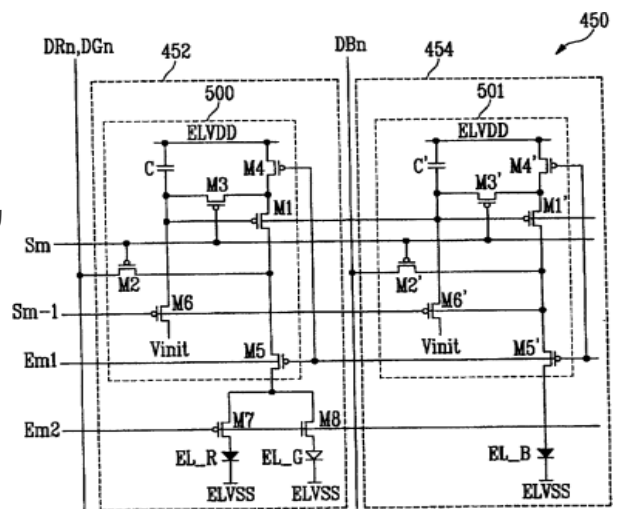 DRn,DGn 452 DBn 454 450
500 501
ELVDD ELVDD
C M4 C' M4'
M3 M3'
M1 M1'
Sm
M2 M2'
Sm-1 M6 M6'
Vinit Vinit
Em1 M5 M5'
Em2 M7 M8
EL_R EL_G EL_B
ELVSS ELVSS ELVSS